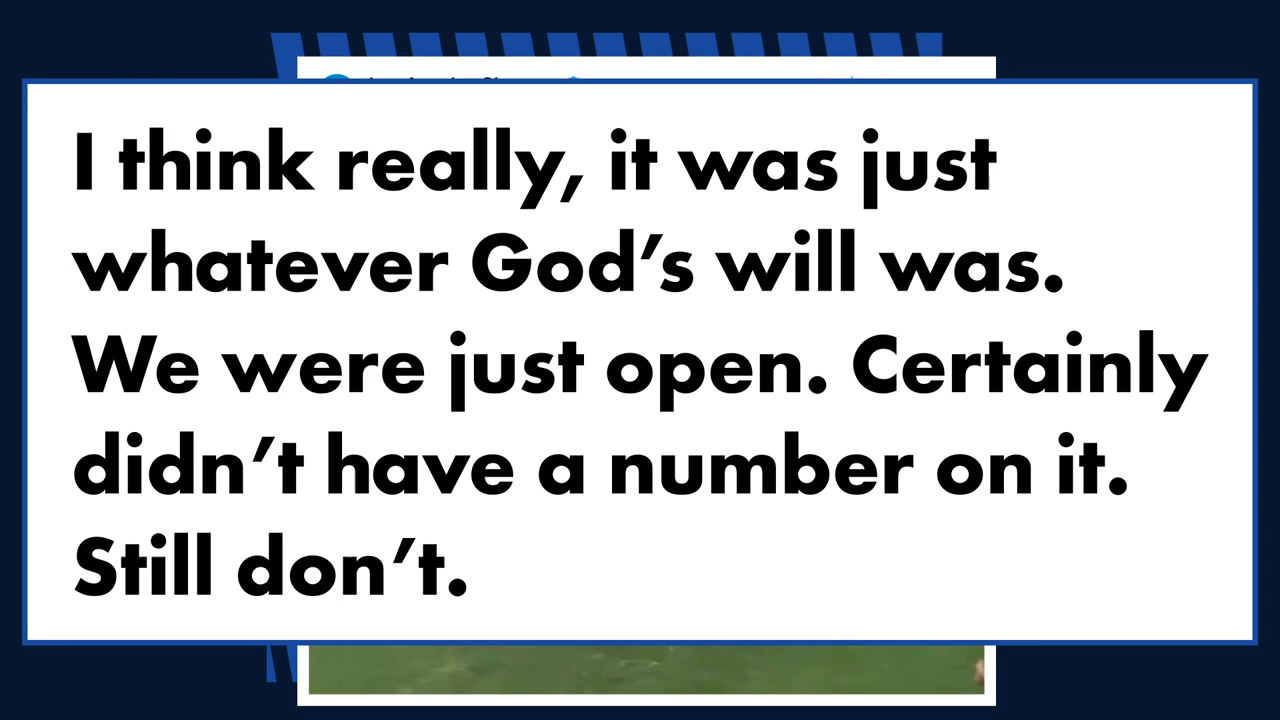 I think really, it was just
whatever God’s will was.
We were just open. Certainly
didn’t have a number on it.
Still don’t.